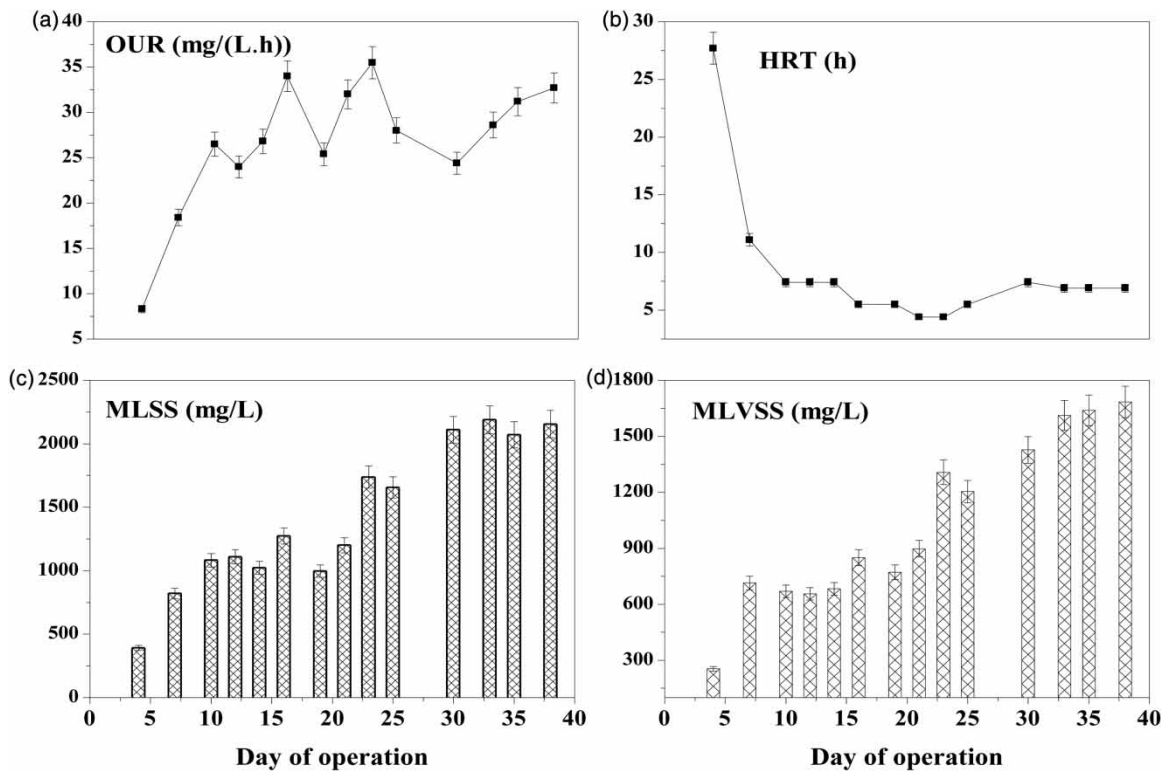 (a)
OUR (mg/(L.h))
40
35
30
25
20
15
10
5
(b)
HRT (h)
30
25
20
15
10
5
(c)
MLSS (mg/L)
2500
2000
1500
1000
500
0
0 5 10 15 20 25 30 35 40
Day of operation
(d)
MLVSS (mg/L)
1800
1500
1200
900
600
300
0 5 10 15 20 25 30 35 40
Day of operation